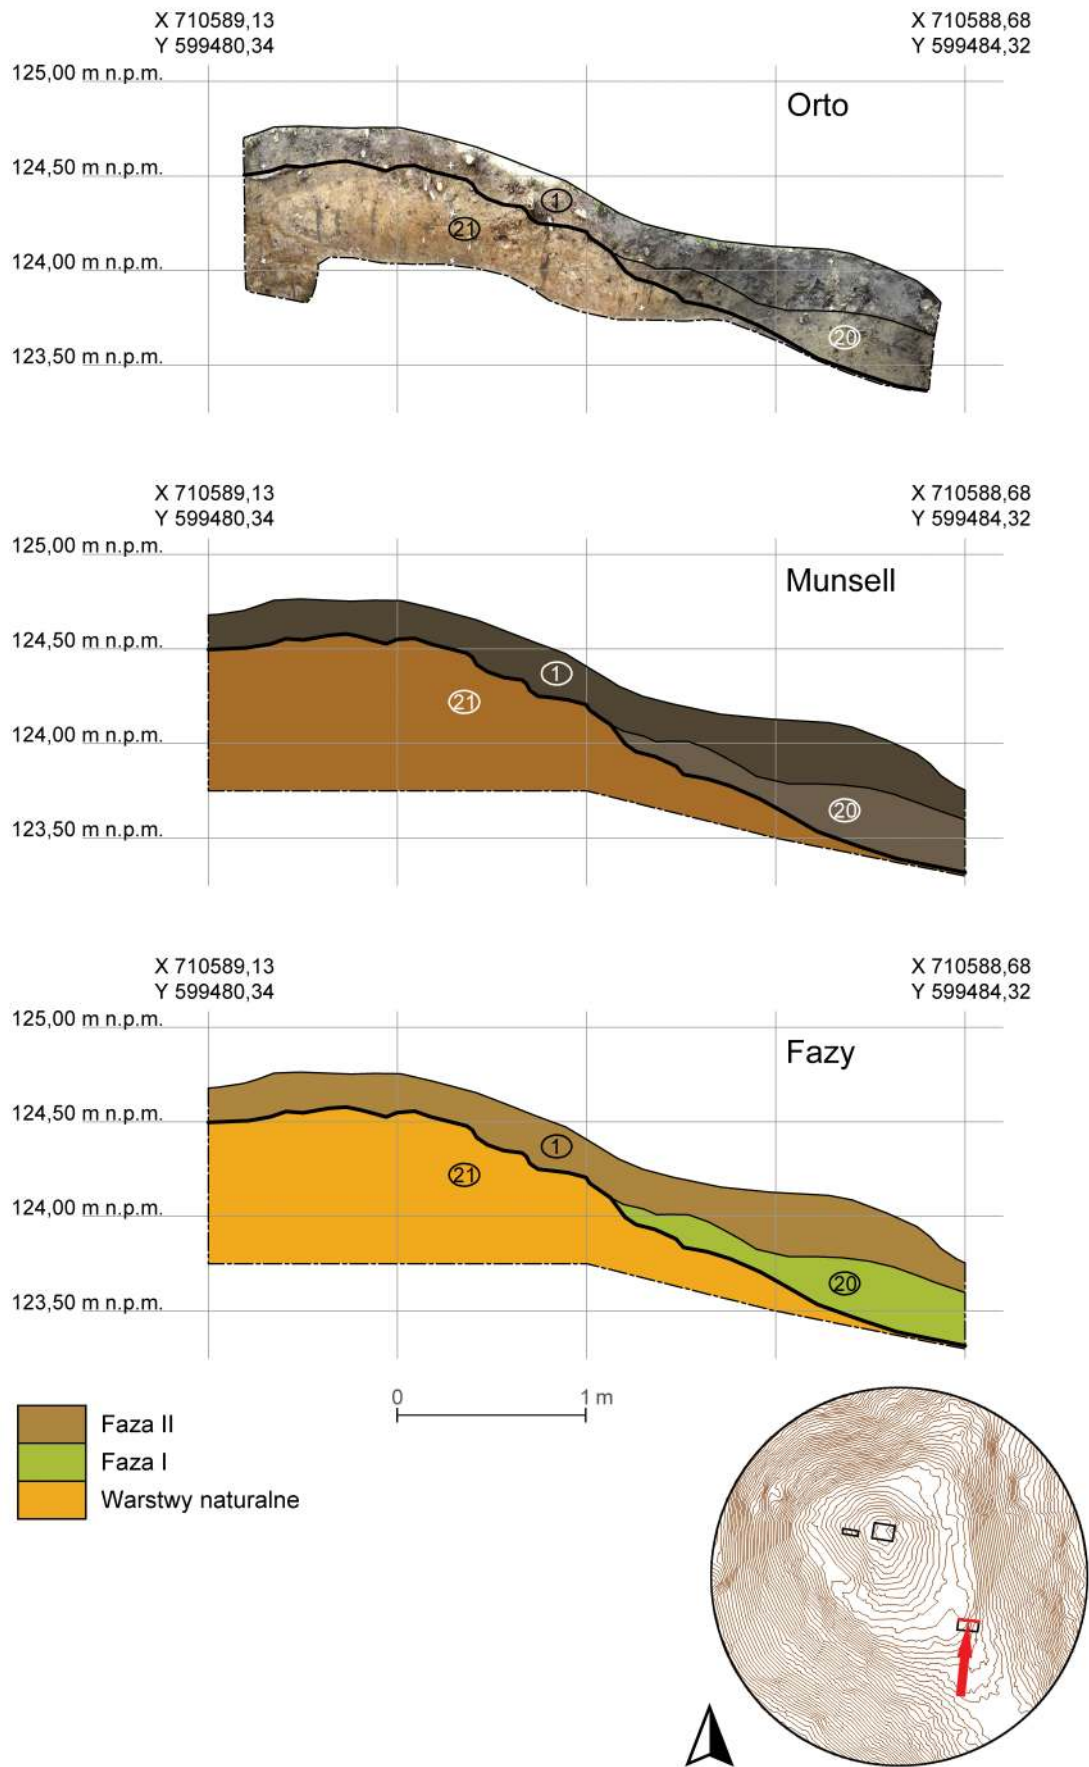 X 710589,13
Y 599480,34
X 710588,68
Y 599484,32
125,00 m n.p.m.
Orto
124,50 m n.p.m.
1
21
124,00 m n.p.m.
20
123,50 m n.p.m.
X 710589,13
Y 599480,34
X 710588,68
Y 599484,32
125,00 m n.p.m.
Munsell
124,50 m n.p.m.
1
21
124,00 m n.p.m.
20
123,50 m n.p.m.
X 710589,13
Y 599480,34
X 710588,68
Y 599484,32
125,00 m n.p.m.
Fazy
124,50 m n.p.m.
1
21
124,00 m n.p.m.
20
123,50 m n.p.m.
0 1 m
Faza II
Faza I
Warstwy naturalne